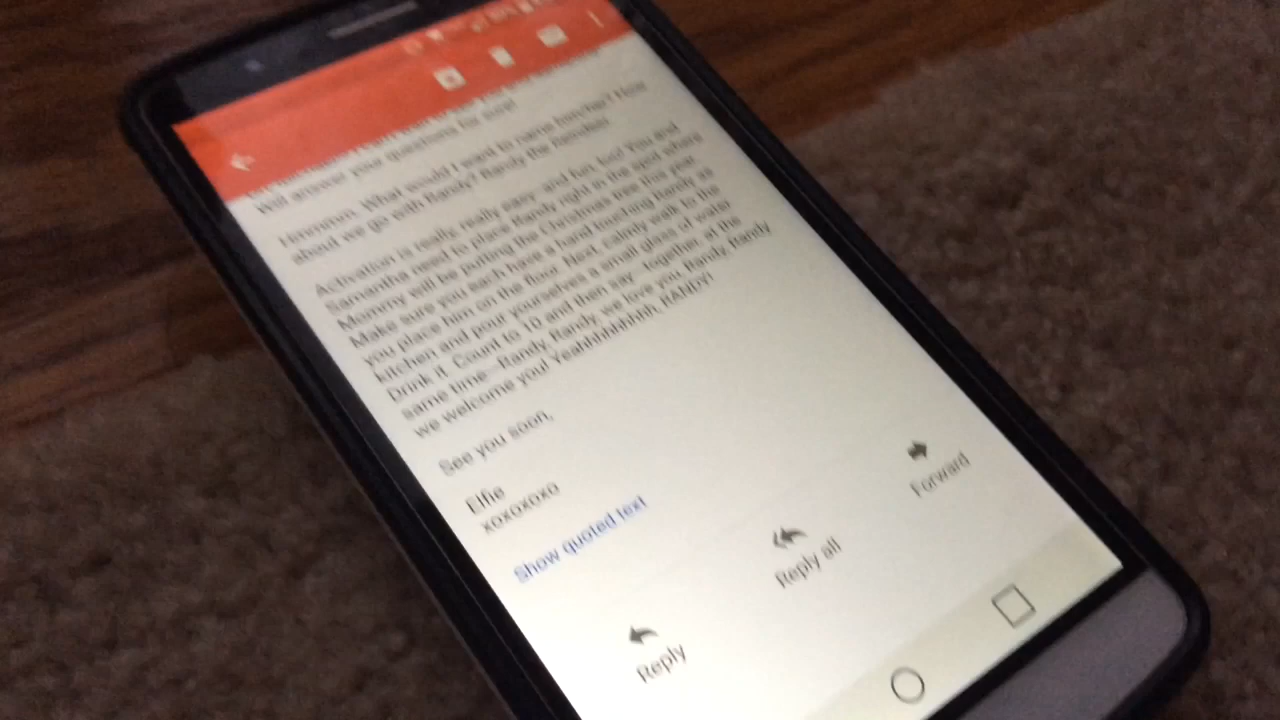 Will answer your questions for sure!
Hmmmm. What would I want to name him/her? How
about we go with Randy? Randy the Reindeer
Activation is really, really easy and fun, too! You and
Samantha need to place Randy right in the spot where
Mommy will be putting the Christmas tree this year.
Make sure you each have a hand touching Randy as
you place him on the floor. Next, calmly walk to the
kitchen and pour yourselves a small glass of water
Drink it. Count to 10 and then say, together, at the
same time—Randy, Randy, we love you Randy, Randy
we welcome you! Yeahhhhhhhhh, RANDY!
See you soon,
Elfie
xoxoxoxo
Show quoted text
Forward
Reply all
Reply